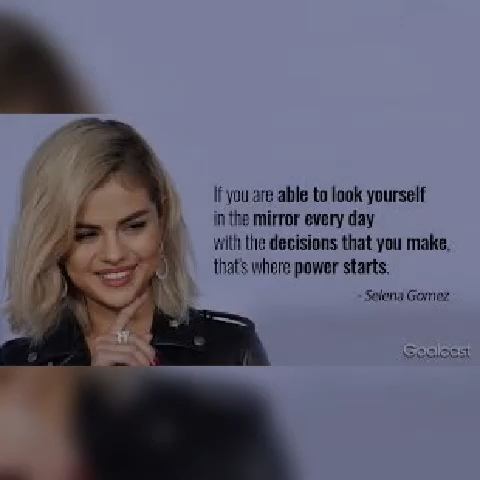 If you are able to look yourself
in the mirror every day
with the decisions that you make,
that's where power starts.
- Selena Gomez
Goalcast